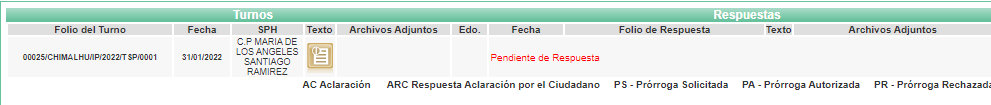 Turnos Respuestas
Folio del Turno Fecha SPH Texto Archivos Adjuntos Edo. Fecha Folio de Respuesta Texto Archivos Adjuntos
00025/CHIMALHU/IP/2022/TSP/0001 31/01/2022 C.P MARIA DE LOS ANGELES SANTIAGO RAMIREZ Pendiente de Respuesta
AC Aclaración ARC Respuesta Aclaración por el Ciudadano PS - Prórroga Solicitada PA - Prórroga Autorizada PR - Prórroga Rechazada